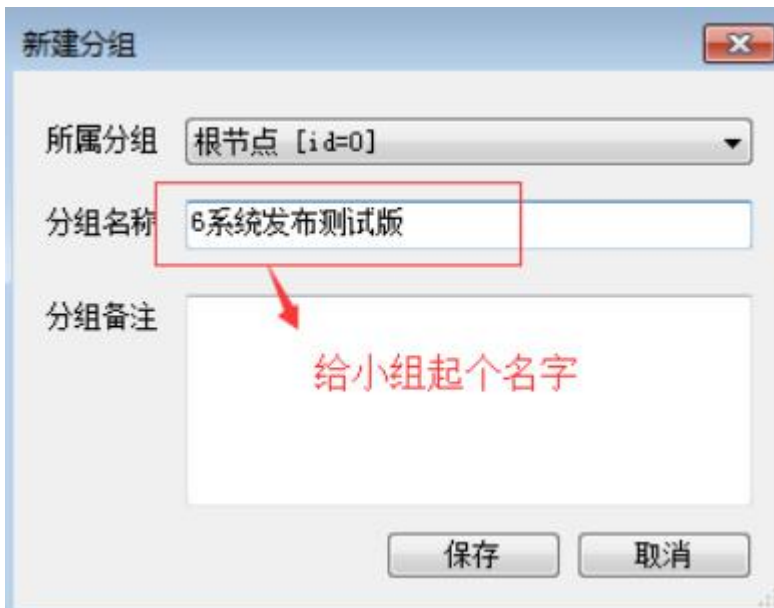 新建分组
所属分组 根节点 [id=0]
分组名称 6系统发布测试版
分组备注
给小组起个名字
保存 取消